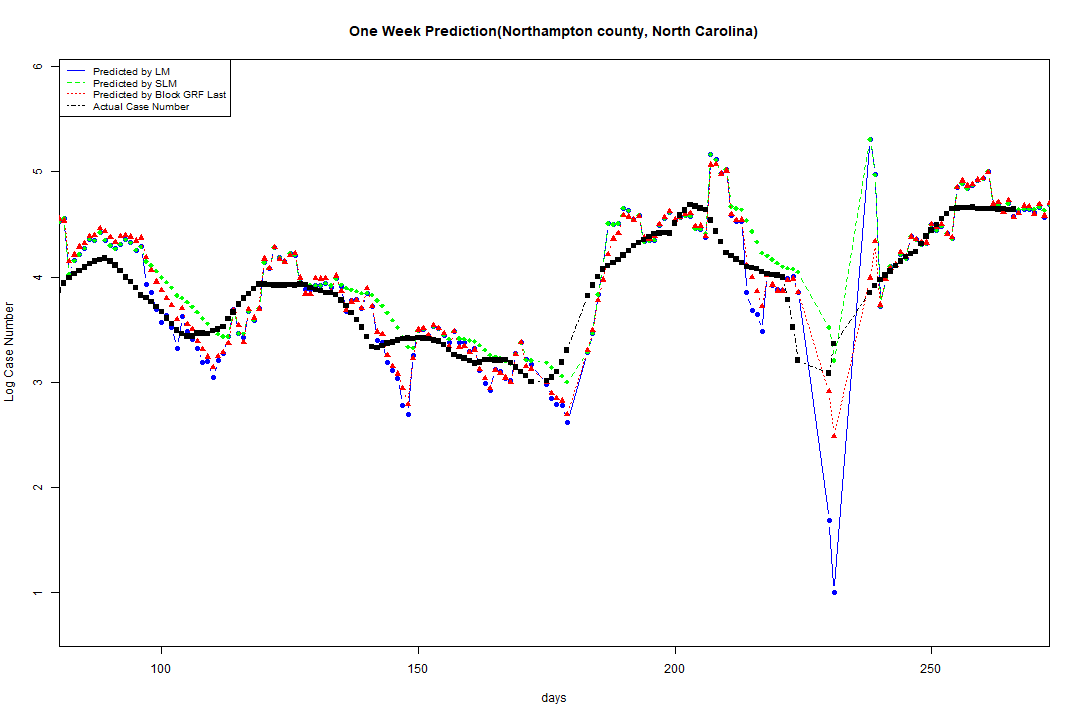 One Week Prediction(Northampton county, North Carolina)
Predicted by LM
Predicted by SLM
Predicted by Block GRF Last
Actual Case Number
6
5
4
3
2
1
Log Case Number
100 150 200 250
days